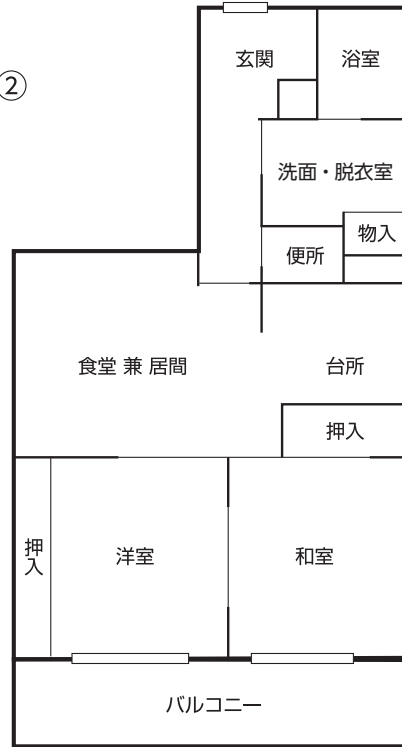 ②
玄関
浴室
洗面・脱衣室
物入
便所
食堂 兼 居間
台所
押入
押入
洋室
和室
バルコニー